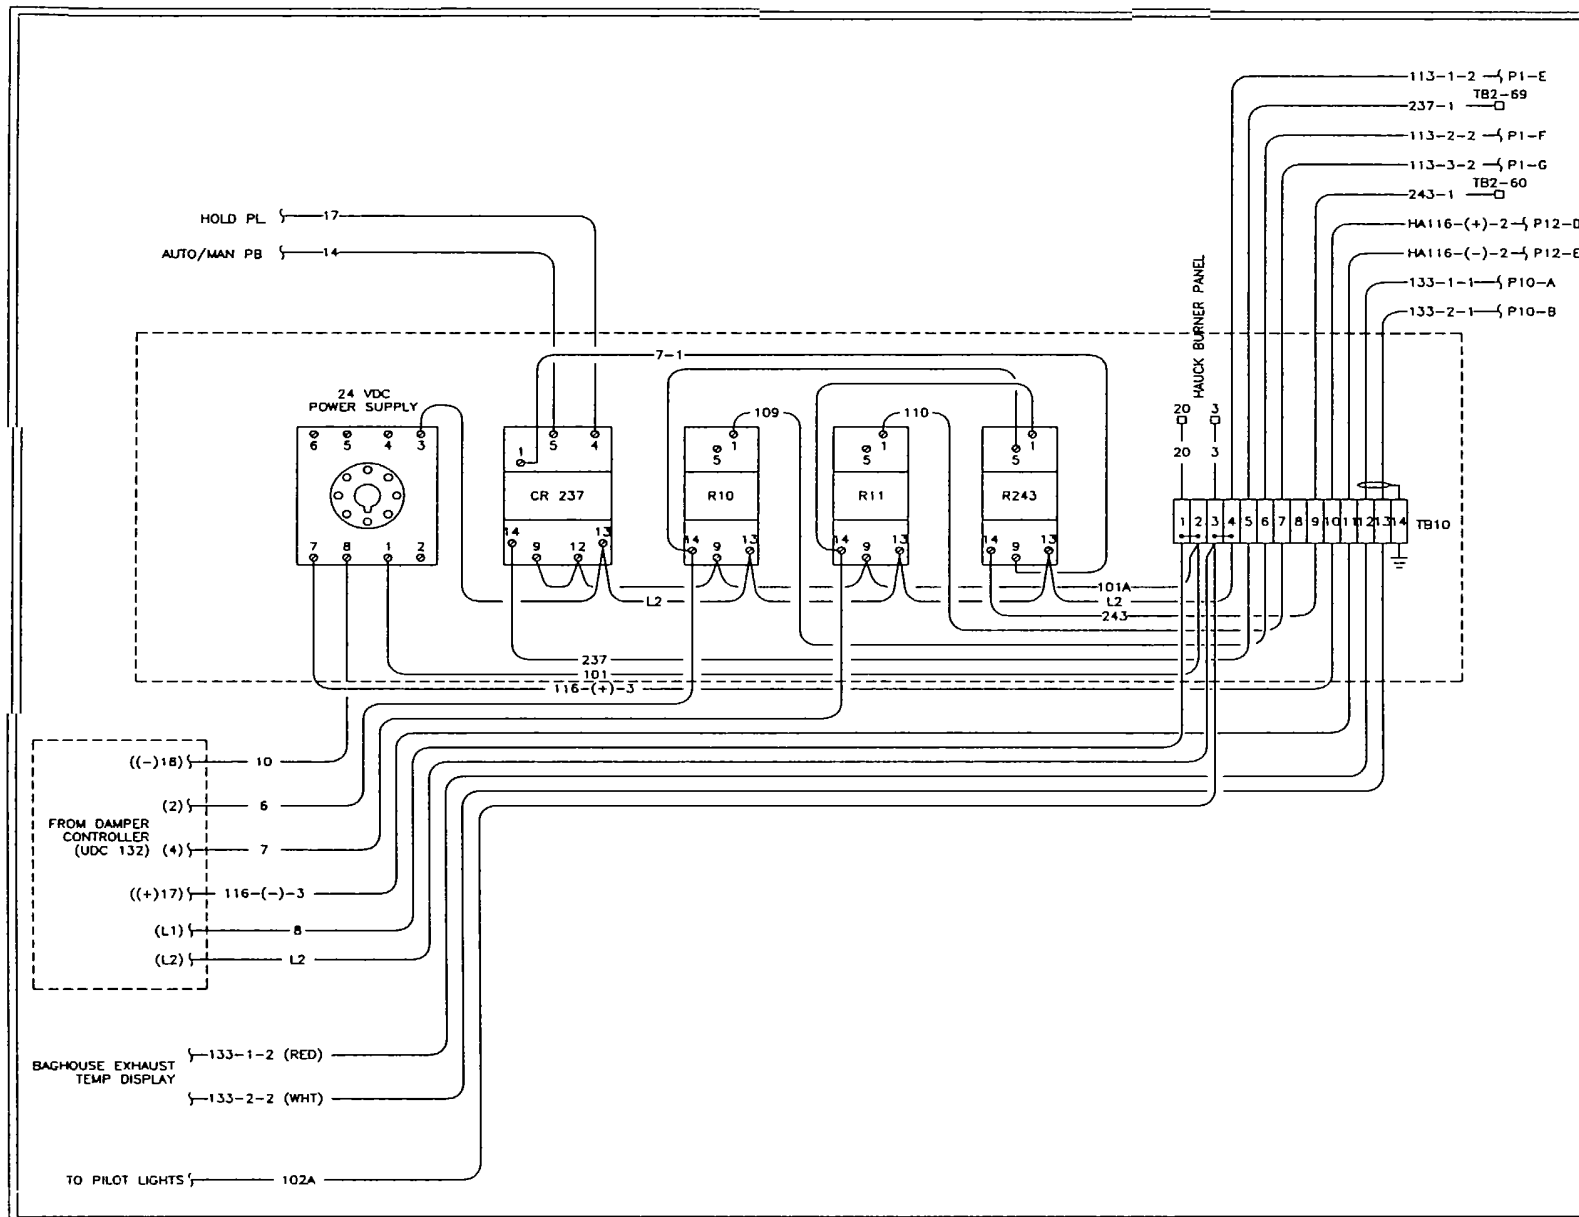 113-1-2 P1-E
TB2-69
237-1
113-2-2 P1-F
113-3-2 P1-G
TB2-60
243-1
HOLD PL 17
HA116-(+)-2 P12-D
AUTO/MAN PB 14
HA116-(-)-2 P12-E
133-1-1 P10-A
133-2-1 P10-B
HAUCK BURNER PANEL
7-1
24 VDC
POWER SUPPLY
109 110
20 3
6 5 4 3
5 4
1
1
5
1
5
1
5
20 3
CR 237 R10 R11 R243
1 2 3 4 5 6 7 8 9 10 11 12 13 14 TB10
7 8 1 2
14 9 12 13
14 9 13
14 9 13
14 9 13
101A
L2 L2
243
237
101
116-(+)-3
((-)18) 10
(2) 6
FROM DAMPER
CONTROLLER
(UDC 132) (4) 7
((+)17) 116-(-)-3
(L1) 8
(L2) L2
133-1-2 (RED)
BAGHOUSE EXHAUST
TEMP DISPLAY
133-2-2 (WHT)
TO PILOT LIGHTS 102A